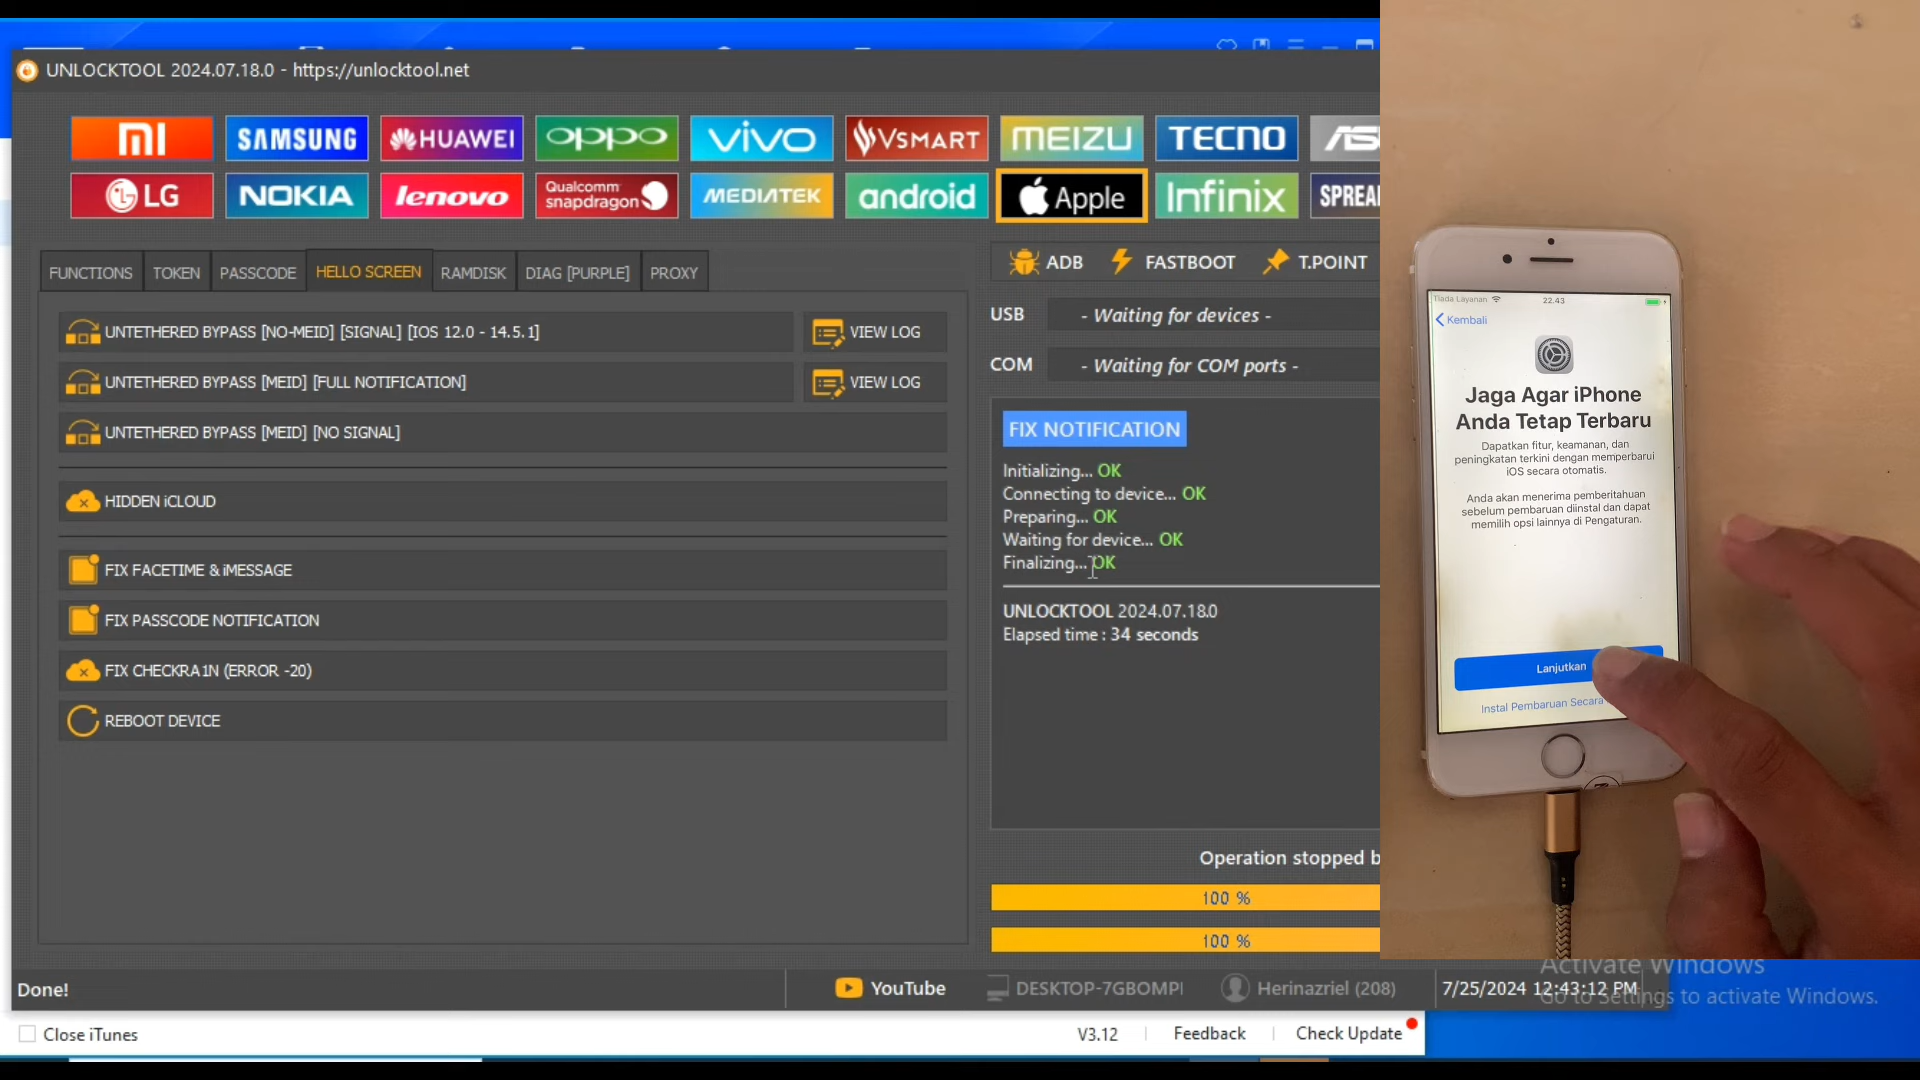 UNLOCKTOOL 2024.07.18.0 - https://unlocktool.net
MI SAMSUNG HUAWEI oppo vivo VSMART MEIZU TECNO
LG NOKIA lenovo Qualcomm snapdragon MEDIATEK android Apple Infinix
FUNCTIONS TOKEN PASSCODE HELLO SCREEN RAMDISK DIAG [PURPLE] PROXY
ADB FASTBOOT T.POINT
UNTETHERED BYPASS [NO-MEID] [SIGNAL] [IOS 12.0 - 14.5.1] VIEW LOG
UNTETHERED BYPASS [MEID] [FULL NOTIFICATION] VIEW LOG
UNTETHERED BYPASS [MEID] [NO SIGNAL]
HIDDEN iCLOUD
FIX FACETIME & iMESSAGE
FIX PASSCODE NOTIFICATION
FIX CHECKRA1N (ERROR -20)
REBOOT DEVICE
USB - Waiting for devices -
COM - Waiting for COM ports -
FIX NOTIFICATION
Initializing... OK
Connecting to device... OK
Preparing... OK
Waiting for device... OK
Finalizing... OK
UNLOCKTOOL 2024.07.18.0
Elapsed time : 34 seconds
Operation stopped
100 %
100 %
Done! YouTube Herinazriel (208) 7/25/2024 12:43:12 PM
Close iTunes V3.12 Feedback Check Update
Tiada Layanan 22.43
Kembali
Jaga Agar iPhone
Anda Tetap Terbaru
Dapatkan fitur, keamanan, dan
peningkatan terkini dengan memperbarui
iOS secara otomatis.
Anda akan menerima pemberitahuan
sebelum pembaruan diinstal dan dapat
memilih opsi lainnya di Pengaturan.
Lanjutkan
Instal Pembaruan Secara
Activate Windows
Go to Settings to activate Windows.